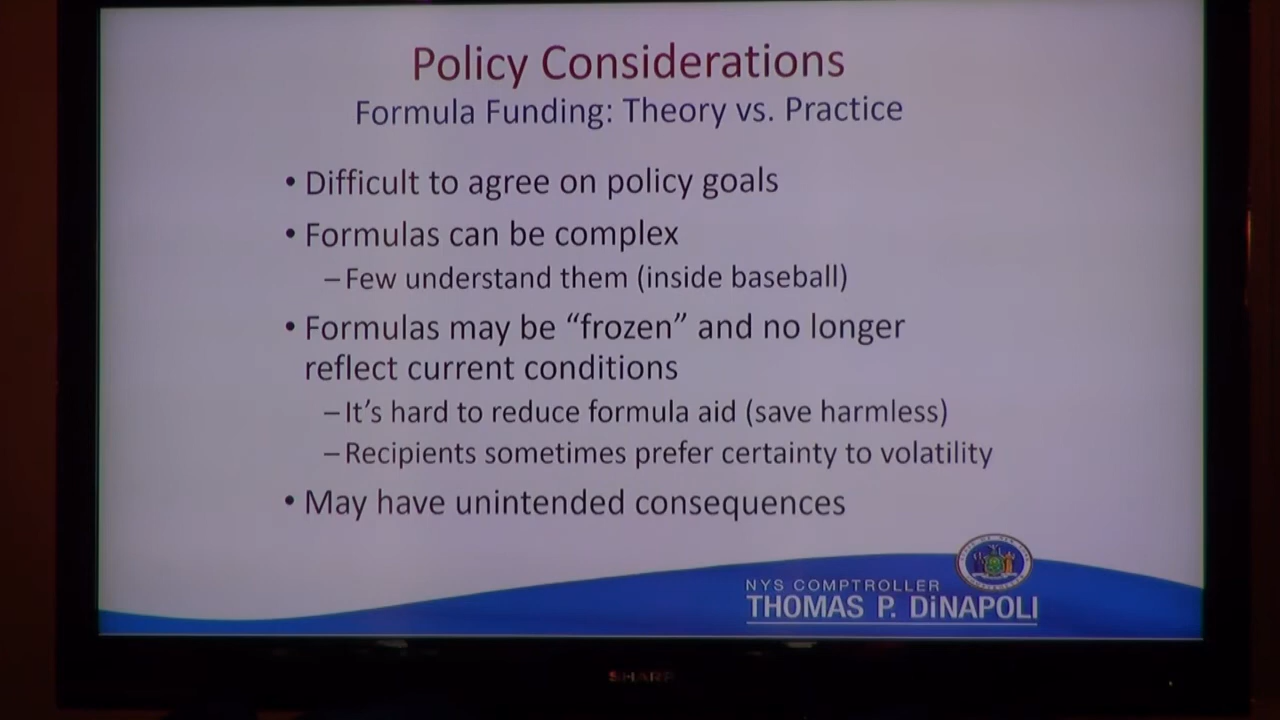 Policy Considerations
Formula Funding: Theory vs. Practice
• Difficult to agree on policy goals
• Formulas can be complex
– Few understand them (inside baseball)
• Formulas may be “frozen” and no longer
reflect current conditions
– It’s hard to reduce formula aid (save harmless)
– Recipients sometimes prefer certainty to volatility
• May have unintended consequences
NYS COMPTROLLER
THOMAS P. DiNAPOLI
SHARP